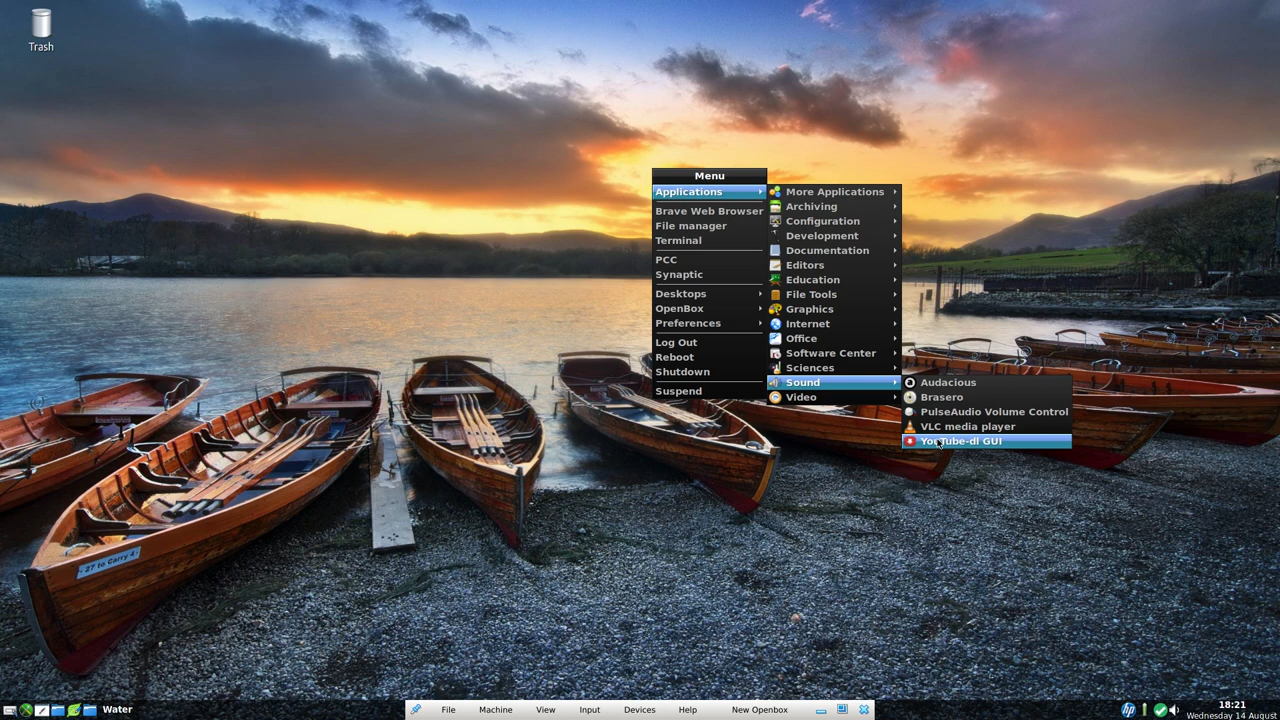 Trash
Menu
Applications
Brave Web Browser
File manager
Terminal
PCC
Synaptic
Desktops
OpenBox
Preferences
Log Out
Reboot
Shutdown
Suspend
More Applications
Archiving
Configuration
Development
Documentation
Editors
Education
File Tools
Graphics
Internet
Office
Software Center
Sciences
Sound
Video
Audacious
Brasero
PulseAudio Volume Control
VLC media player
YouTube-dl GUI
27 to Carry 4
Water
File Machine View Input Devices Help New Openbox
hp
18:21
Wednesday 14 August